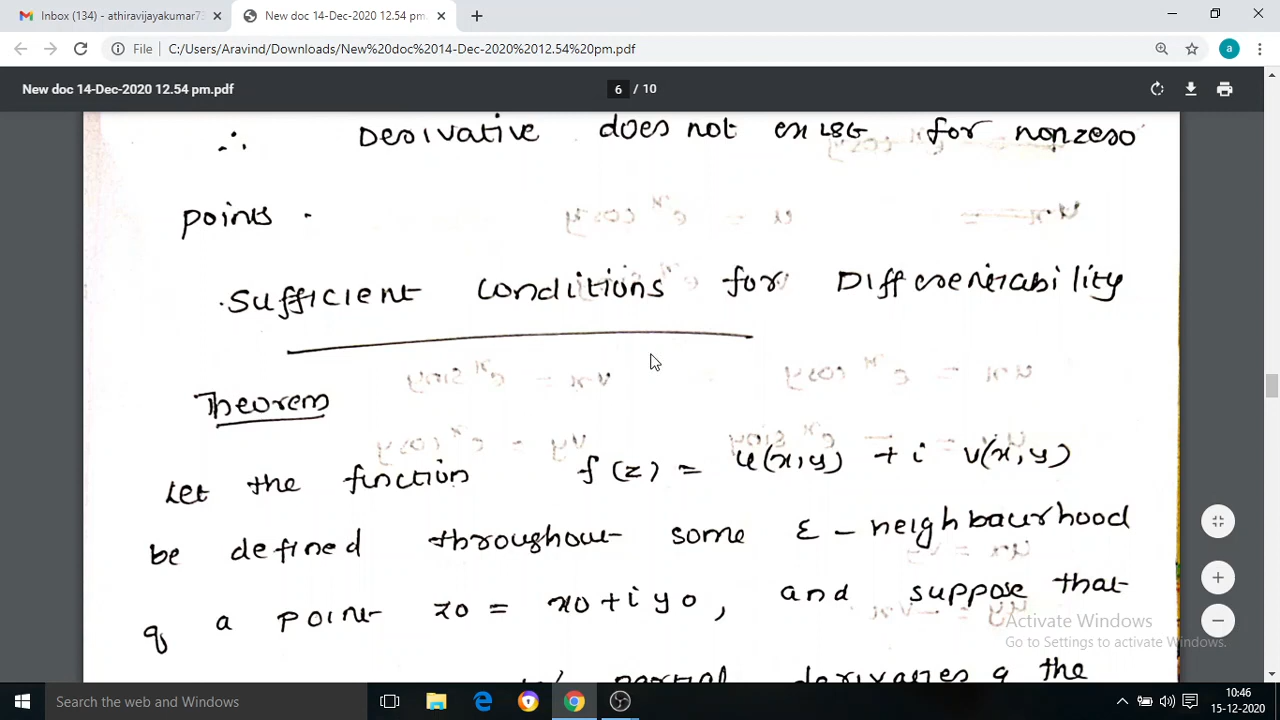 Inbox (134) - athiravijayakumar7
New doc 14-Dec-2020 12.54 pm.p
File C:/Users/Aravind/Downloads/New%20doc%2014-Dec-2020%2012.54%20pm.pdf
a
New doc 14-Dec-2020 12.54 pm.pdf
6 / 10
∴ Derivative does not exist for nonzero
points .
Sufficient conditions for Differentiability
Theorem
Let the function f(z) = u(x,y) + i v(x,y)
be defined throughout some ε - neighbourhood
of a point z0 = x0 + i y0 , and suppose that
partial derivatives of the
Activate Windows
Go to Settings to activate Windows.
Search the web and Windows
10:46
15-12-2020